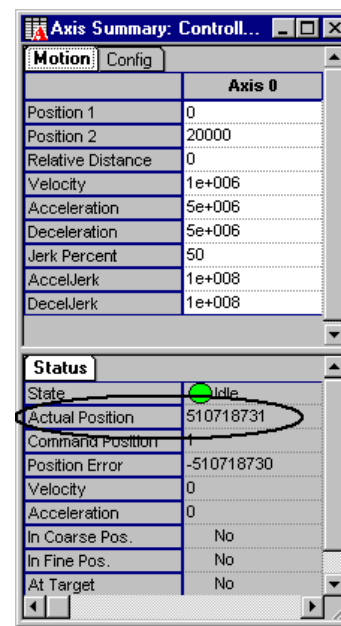 Axis Summary: Controll...
Motion Config
Axis 0
Position 1 0
Position 2 20000
Relative Distance 0
Velocity 1e+006
Acceleration 5e+006
Deceleration 5e+006
Jerk Percent 50
AccelJerk 1e+008
DecelJerk 1e+008
Status
State Idle
Actual Position 510718731
Command Position 1
Position Error -510718730
Velocity 0
Acceleration 0
In Coarse Pos. No
In Fine Pos. No
At Target No